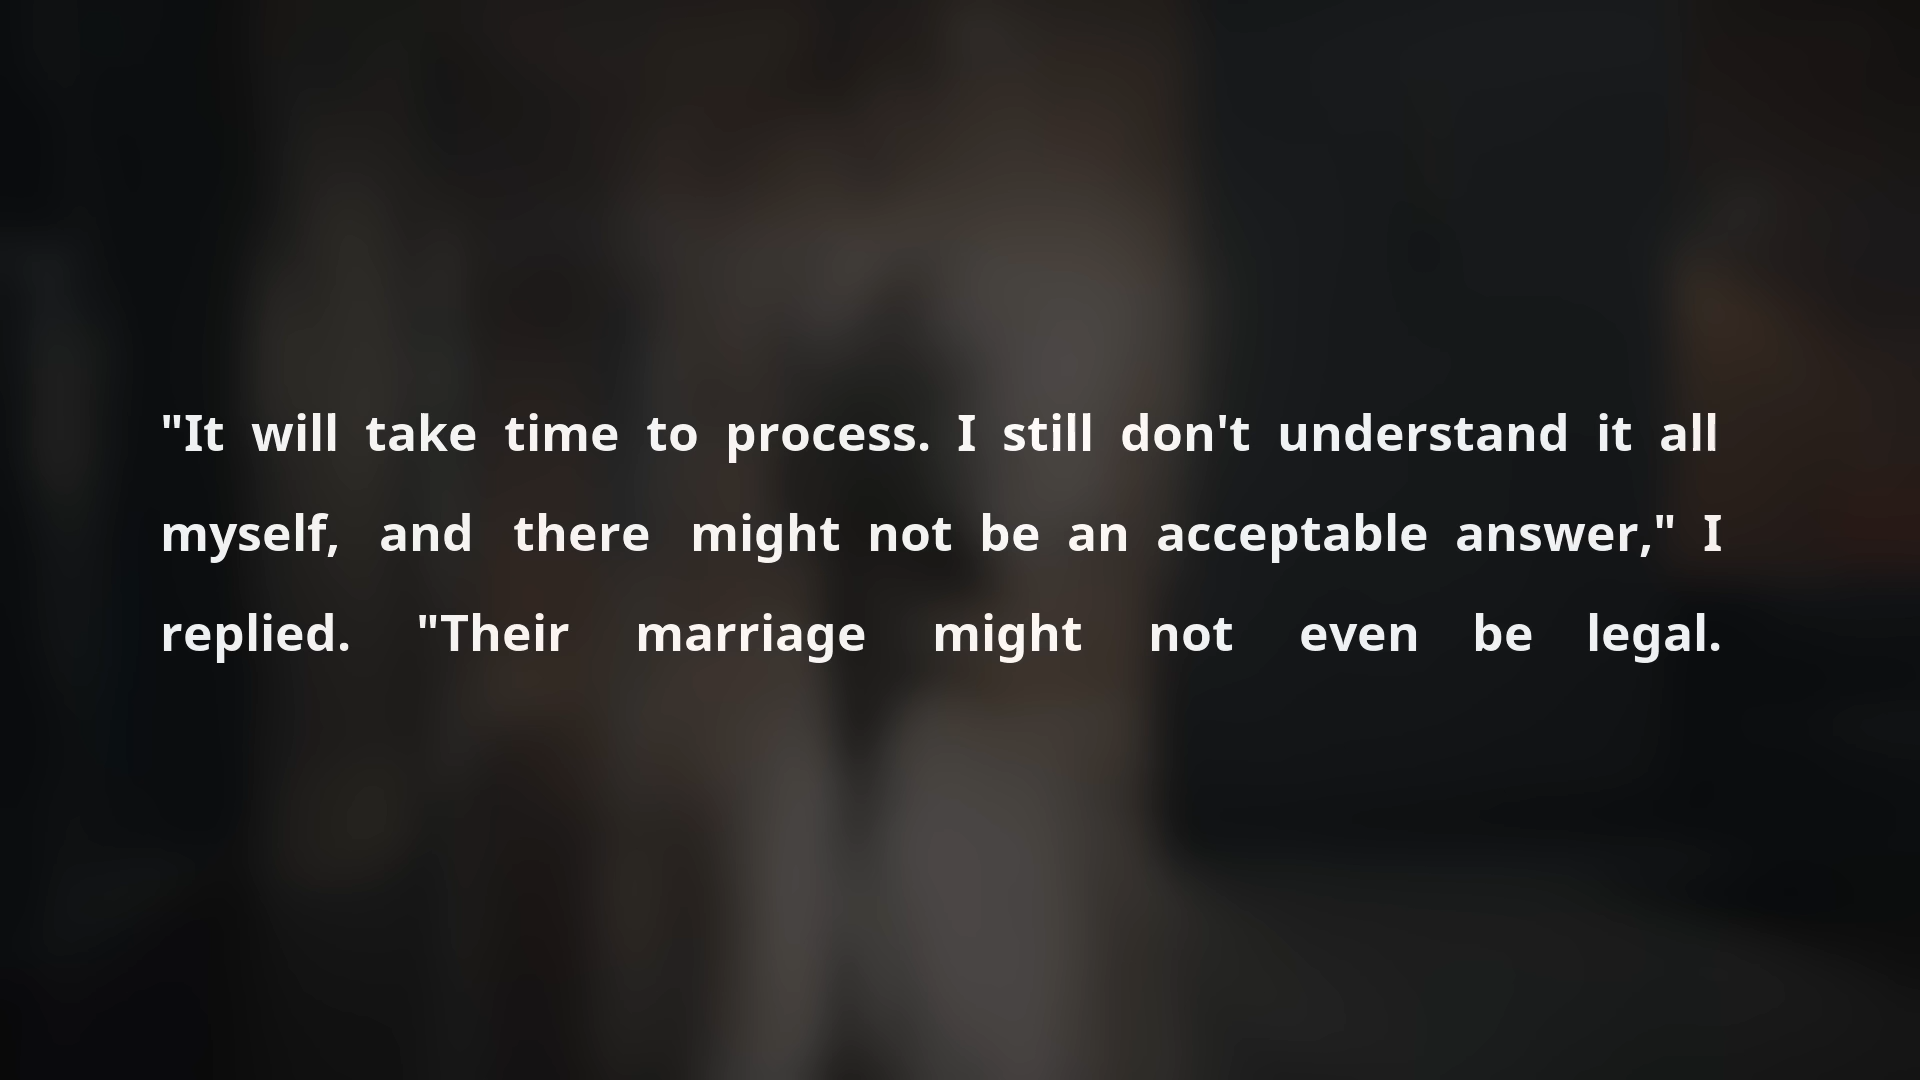 "It will take time to process. I still don't understand it all
myself, and there might not be an acceptable answer," I
replied. "Their marriage might not even be legal.